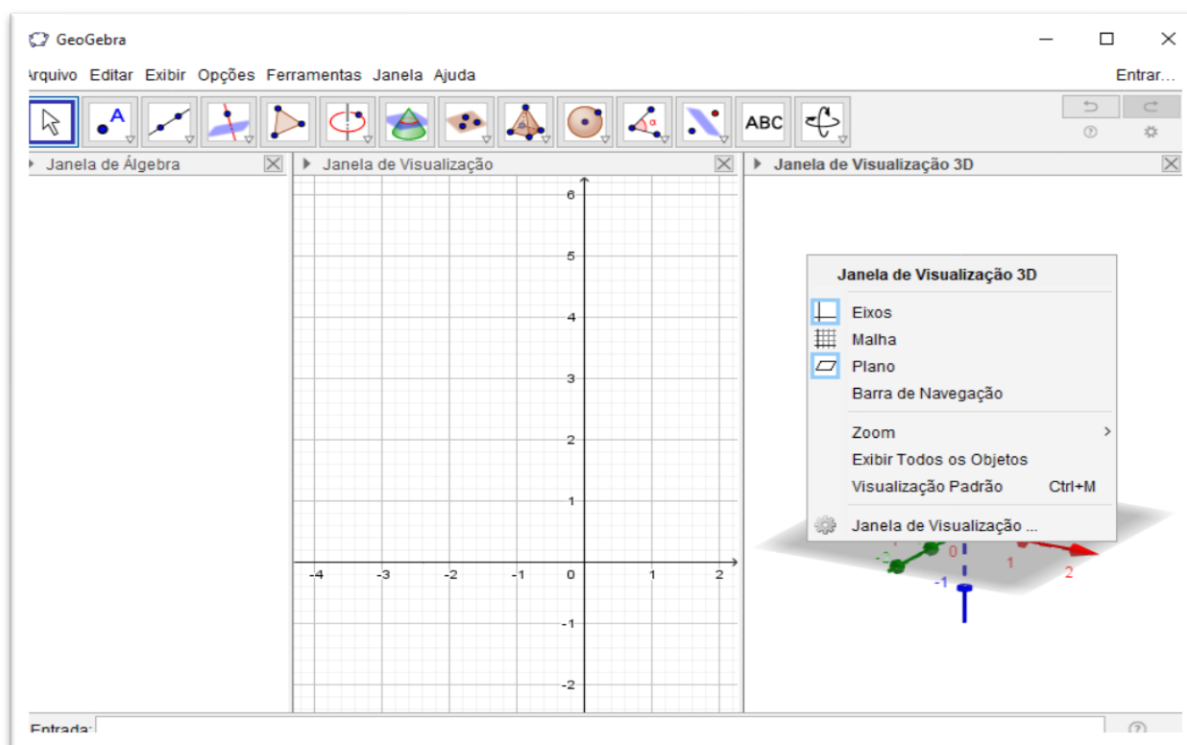 GeoGebra
rquivo Editar Exibir Opções Ferramentas Janela Ajuda Entrar...
A ABC
Janela de Álgebra Janela de Visualização Janela de Visualização 3D
6
5
4
3
2
1
-4 -3 -2 -1 0 1 2
-1
-2
Janela de Visualização 3D
Eixos
Malha
Plano
Barra de Navegação
Zoom
Exibir Todos os Objetos
Visualização Padrão Ctrl+M
Janela de Visualização ...
0 1 2
-1
Entrada: